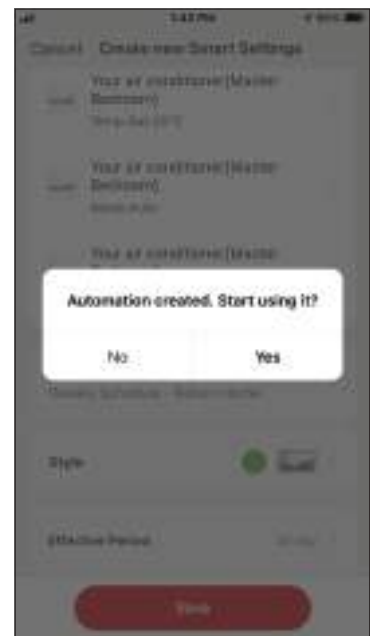 Cancel Create new Smart Settings
Your air conditioner(Master
Bedroom)
Your air conditioner(Master
Bedroom)
Your air conditioner(Master
Automation created. Start using it?
No Yes
Style
Effective Period
Save